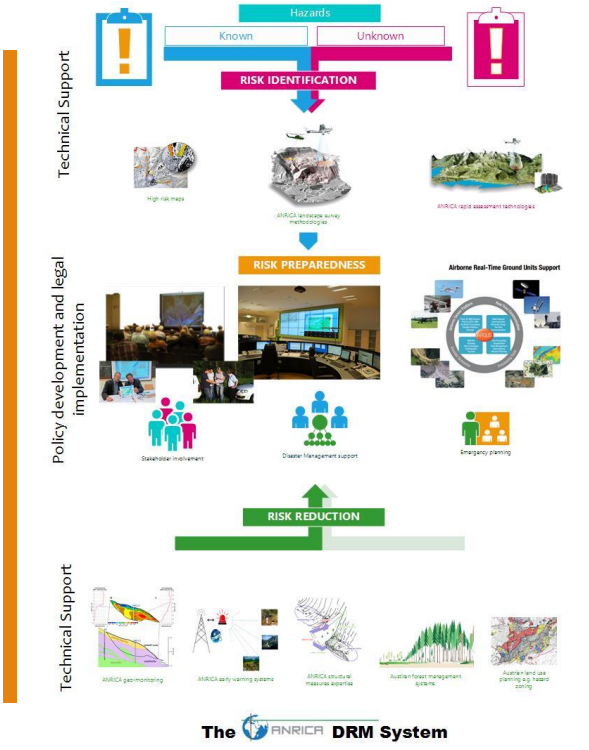 Hazards
Known
Unknown
RISK IDENTIFICATION
Technical Support
High risk maps
ANRICA landscape survey
methodologies
ANRICA rapid assessment technologies
RISK PREPAREDNESS
Airborne Real-Time Ground Units Support
Policy development and legal
implementation
Stakeholder involvement
Disaster Management support
Emergency planning
RISK REDUCTION
Technical Support
ANRICA geo-monitoring
ANRICA early warning systems
ANRICA structural
measures expertise
Austrian forest management
systems
Austrian land use
planning e.g. hazard
zoning
The ANRICA DRM System